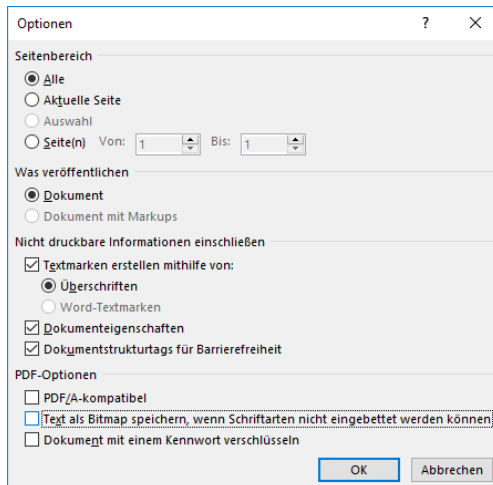 Optionen ? ×
Seitenbereich
Alle
Aktuelle Seite
Auswahl
Seite(n) Von: 1 Bis: 1
Was veröffentlichen
Dokument
Dokument mit Markups
Nicht druckbare Informationen einschließen
Textmarken erstellen mithilfe von:
Überschriften
Word-Textmarken
Dokumenteigenschaften
Dokumentstrukturtags für Barrierefreiheit
PDF-Optionen
PDF/A-kompatibel
Text als Bitmap speichern, wenn Schriftarten nicht eingebettet werden können
Dokument mit einem Kennwort verschlüsseln
OK Abbrechen